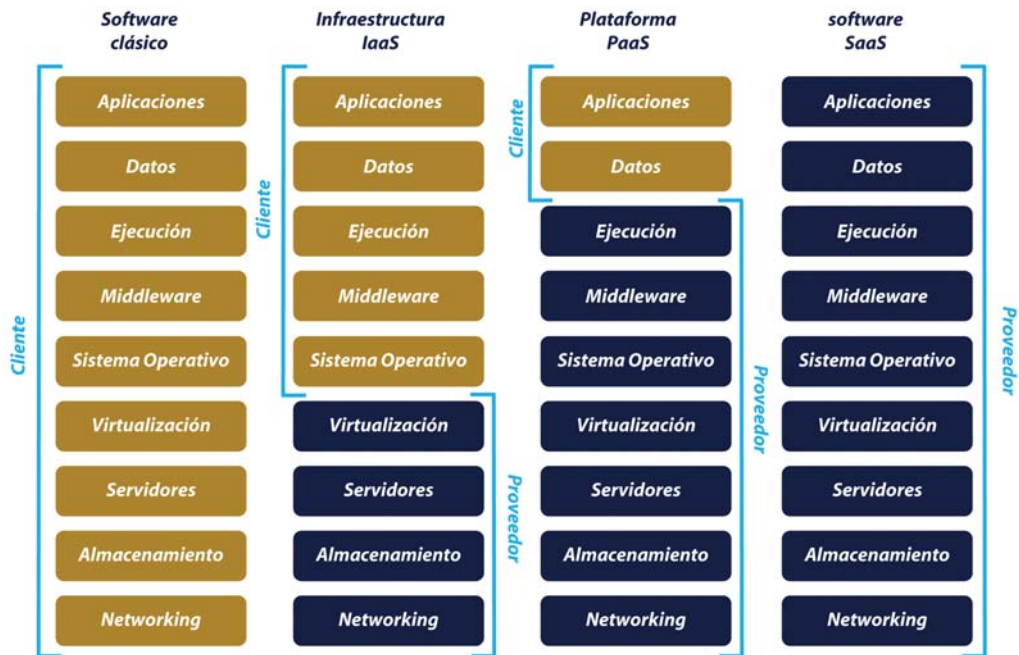 Software
clásico
Infraestructura
IaaS
Plataforma
PaaS
software
SaaS
Cliente
Aplicaciones
Datos
Ejecución
Middleware
Sistema Operativo
Virtualización
Servidores
Almacenamiento
Networking
Cliente
Aplicaciones
Datos
Ejecución
Middleware
Sistema Operativo
Virtualización
Servidores
Almacenamiento
Networking
Proveedor
Cliente
Aplicaciones
Datos
Ejecución
Middleware
Sistema Operativo
Virtualización
Servidores
Almacenamiento
Networking
Proveedor
Aplicaciones
Datos
Ejecución
Middleware
Sistema Operativo
Virtualización
Servidores
Almacenamiento
Networking
Proveedor